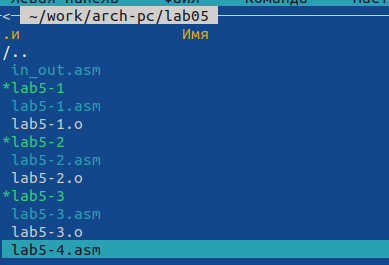 Левая панель Файл Команда Наст
<─ ~/work/arch-pc/lab05
.и Имя
/..
in_out.asm
*lab5-1
lab5-1.asm
lab5-1.o
*lab5-2
lab5-2.asm
lab5-2.o
*lab5-3
lab5-3.asm
lab5-3.o
lab5-4.asm